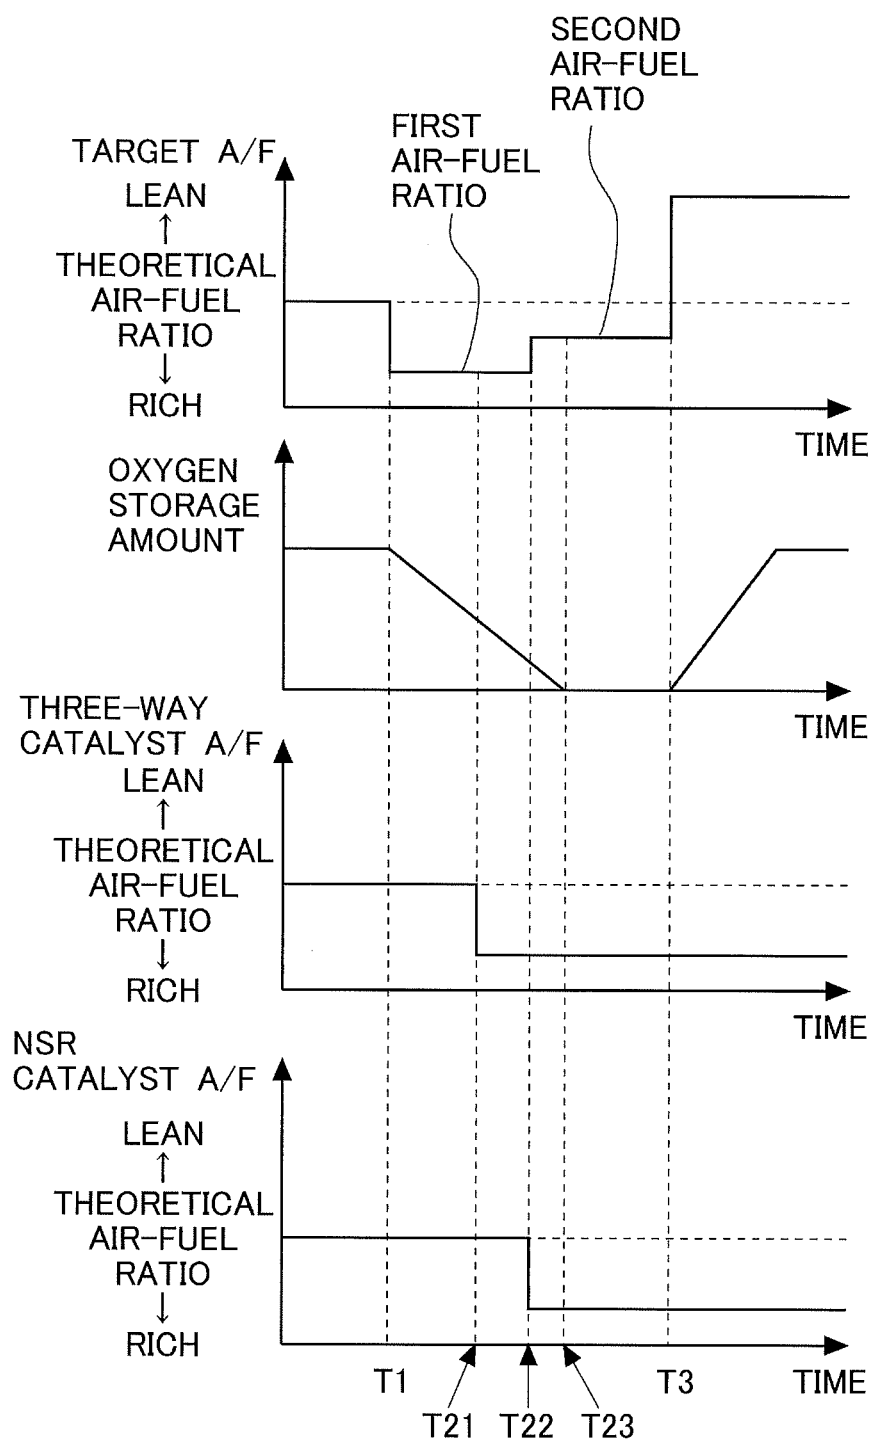 SECOND
AIR-FUEL
RATIO
FIRST
AIR-FUEL
RATIO
TARGET A/F
LEAN
↑
THEORETICAL
AIR-FUEL
RATIO
↓
RICH
TIME
OXYGEN
STORAGE
AMOUNT
TIME
THREE-WAY
CATALYST A/F
LEAN
↑
THEORETICAL
AIR-FUEL
RATIO
↓
RICH
TIME
NSR
CATALYST A/F
LEAN
↑
THEORETICAL
AIR-FUEL
RATIO
↓
RICH
T1 T3 TIME
T21 T22 T23